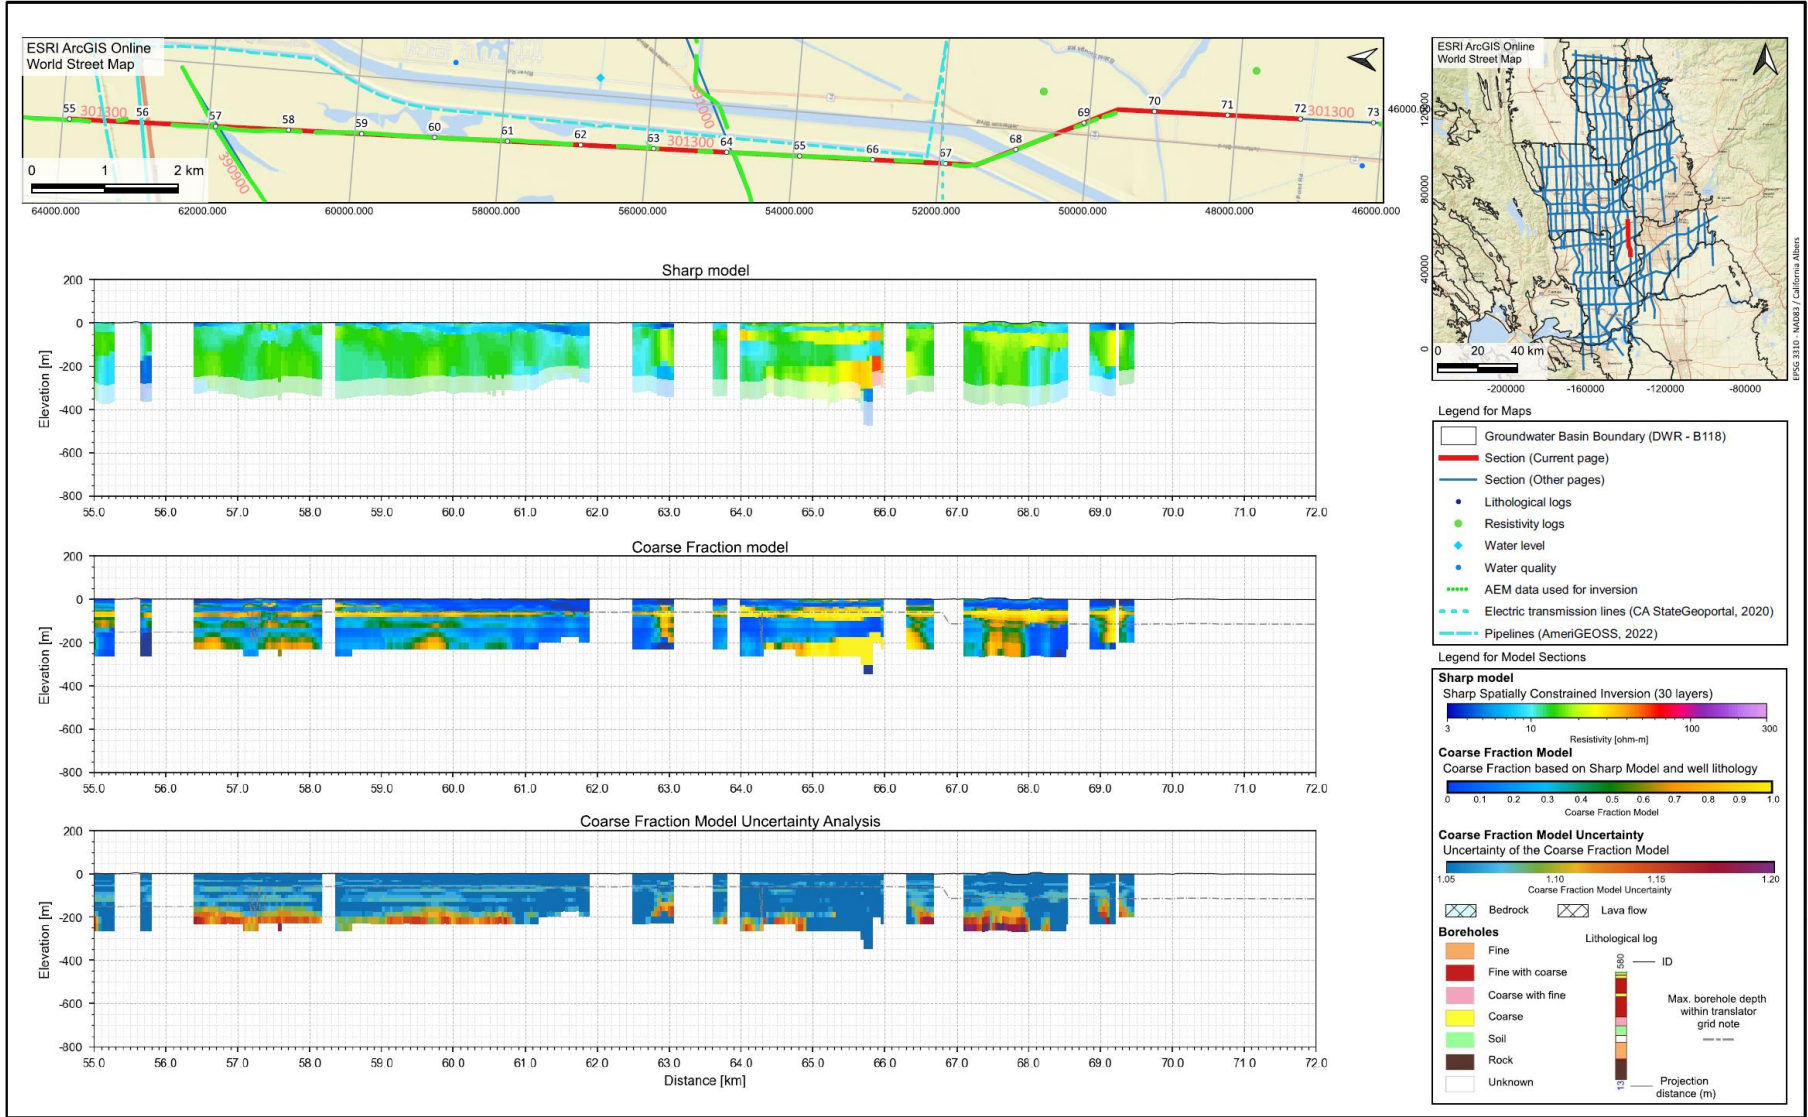 ESRI ArcGIS Online
World Street Map
55
301300
56
57
58
59
60
61
62
63
301300
64
65
66
67
68
69
70
71
72
301300
73
390900
391000
River Rd
Jefferson Blvd
0 1 2 km
64000.000 62000.000 60000.000 58000.000 56000.000 54000.000 52000.000 50000.000 48000.000 46000.000
Sharp model
Elevation [m]
200
0
-200
-400
-600
-800
55.0 56.0 57.0 58.0 59.0 60.0 61.0 62.0 63.0 64.0 65.0 66.0 67.0 68.0 69.0 70.0 71.0 72.0
Coarse Fraction model
Elevation [m]
200
0
-200
-400
-600
-800
55.0 56.0 57.0 58.0 59.0 60.0 61.0 62.0 63.0 64.0 65.0 66.0 67.0 68.0 69.0 70.0 71.0 72.0
Coarse Fraction Model Uncertainty Analysis
Elevation [m]
200
0
-200
-400
-600
-800
55.0 56.0 57.0 58.0 59.0 60.0 61.0 62.0 63.0 64.0 65.0 66.0 67.0 68.0 69.0 70.0 71.0 72.0
Distance [km]
ESRI ArcGIS Online
World Street Map
80000
40000
0
0 20 40 km
-200000 -160000 -120000 -80000
EPSG 3310 - NAD83 / California Albers
Legend for Maps
Groundwater Basin Boundary (DWR - B118)
Section (Current page)
Section (Other pages)
Lithological logs
Resistivity logs
Water level
Water quality
AEM data used for inversion
Electric transmission lines (CA StateGeoportal, 2020)
Pipelines (AmeriGEOSS, 2022)
Legend for Model Sections
Sharp model
Sharp Spatially Constrained Inversion (30 layers)
3 10 30 100 300
Resistivity [ohm-m]
Coarse Fraction Model
Coarse Fraction based on Sharp Model and well lithology
0 0.1 0.2 0.3 0.4 0.5 0.6 0.7 0.8 0.9 1.0
Coarse Fraction Model
Coarse Fraction Model Uncertainty
Uncertainty of the Coarse Fraction Model
1.05 1.10 1.15 1.20
Coarse Fraction Model Uncertainty
Bedrock
Lava flow
Boreholes
Fine
Fine with coarse
Coarse with fine
Coarse
Soil
Rock
Unknown
Lithological log
580
ID
Max. borehole depth
within translator
grid note
13
Projection
distance (m)